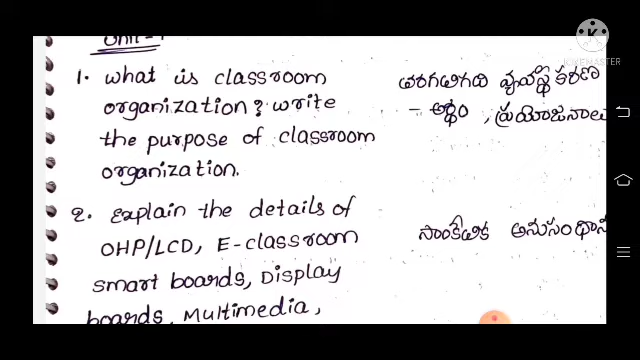 Unit-1
1. What is classroom తరగతిగది వ్యవస్థీకరణ
organization? write - అర్థం, ప్రయోజనాలు
the purpose of classroom
organization.
2. Explain the details of
OHP/LCD, E-classroom సాంకేతిక
smart boards, Display
boards, Multimedia,
K
KINEMASTER